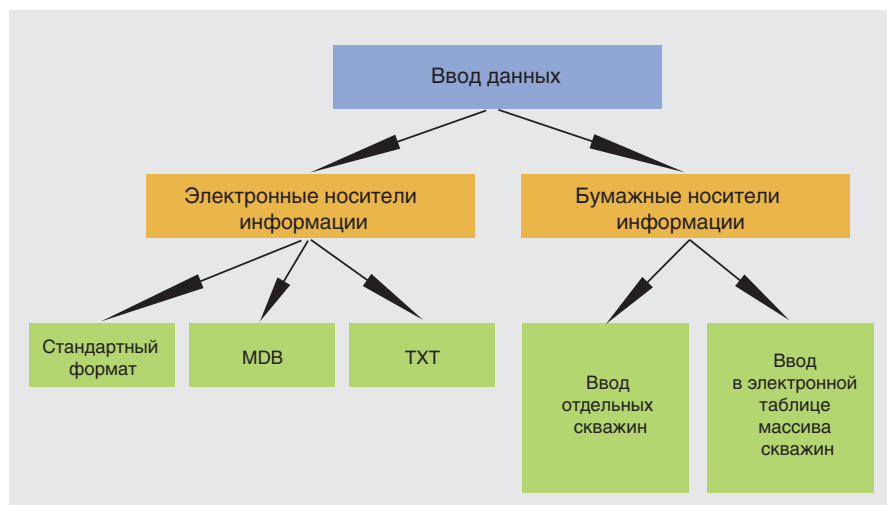 Ввод данных
Электронные носители
информации
Бумажные носители
информации
Стандартный
формат
MDB
TXT
Ввод
отдельных
скважин
Ввод
в электронной
таблице
массива
скважин